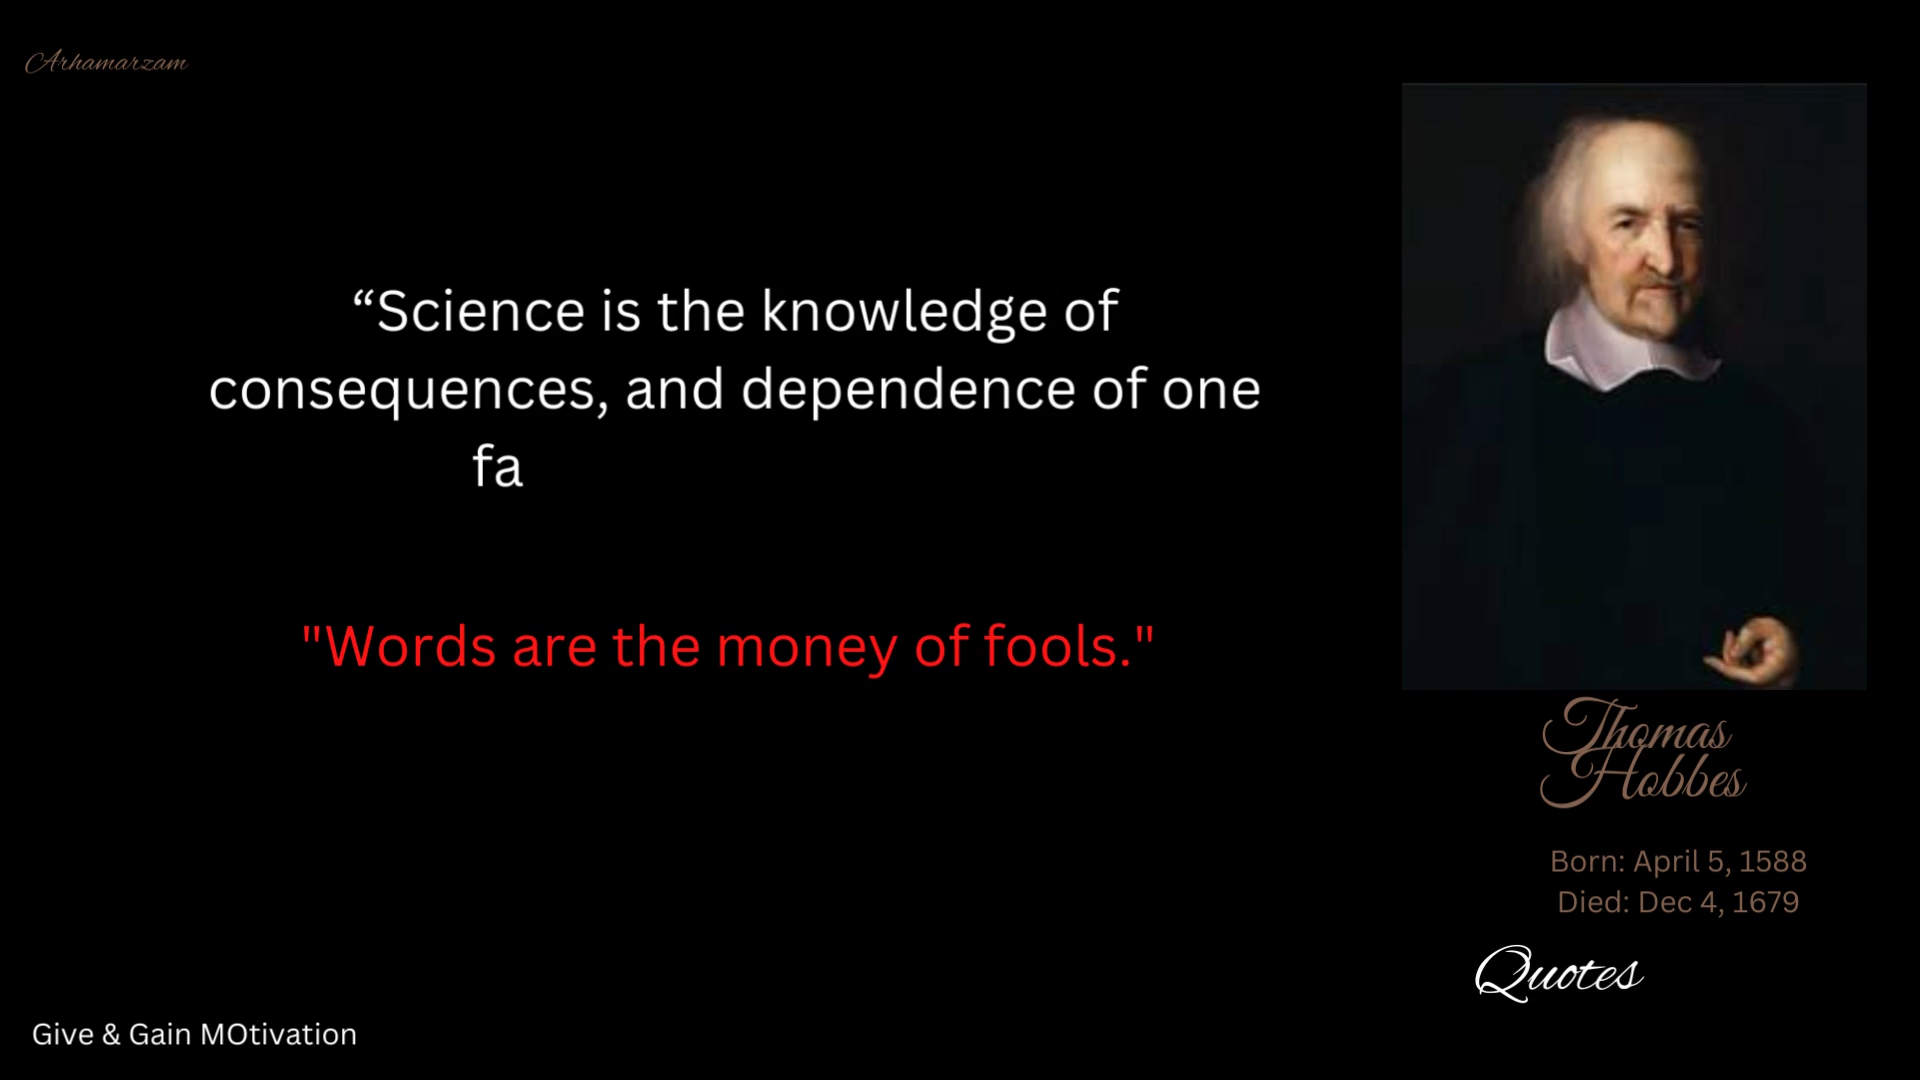 Arhamarzam
“Science is the knowledge of
consequences, and dependence of one
fa
"Words are the money of fools."
Thomas
Hobbes
Born: April 5, 1588
Died: Dec 4, 1679
Quotes
Give & Gain MOtivation